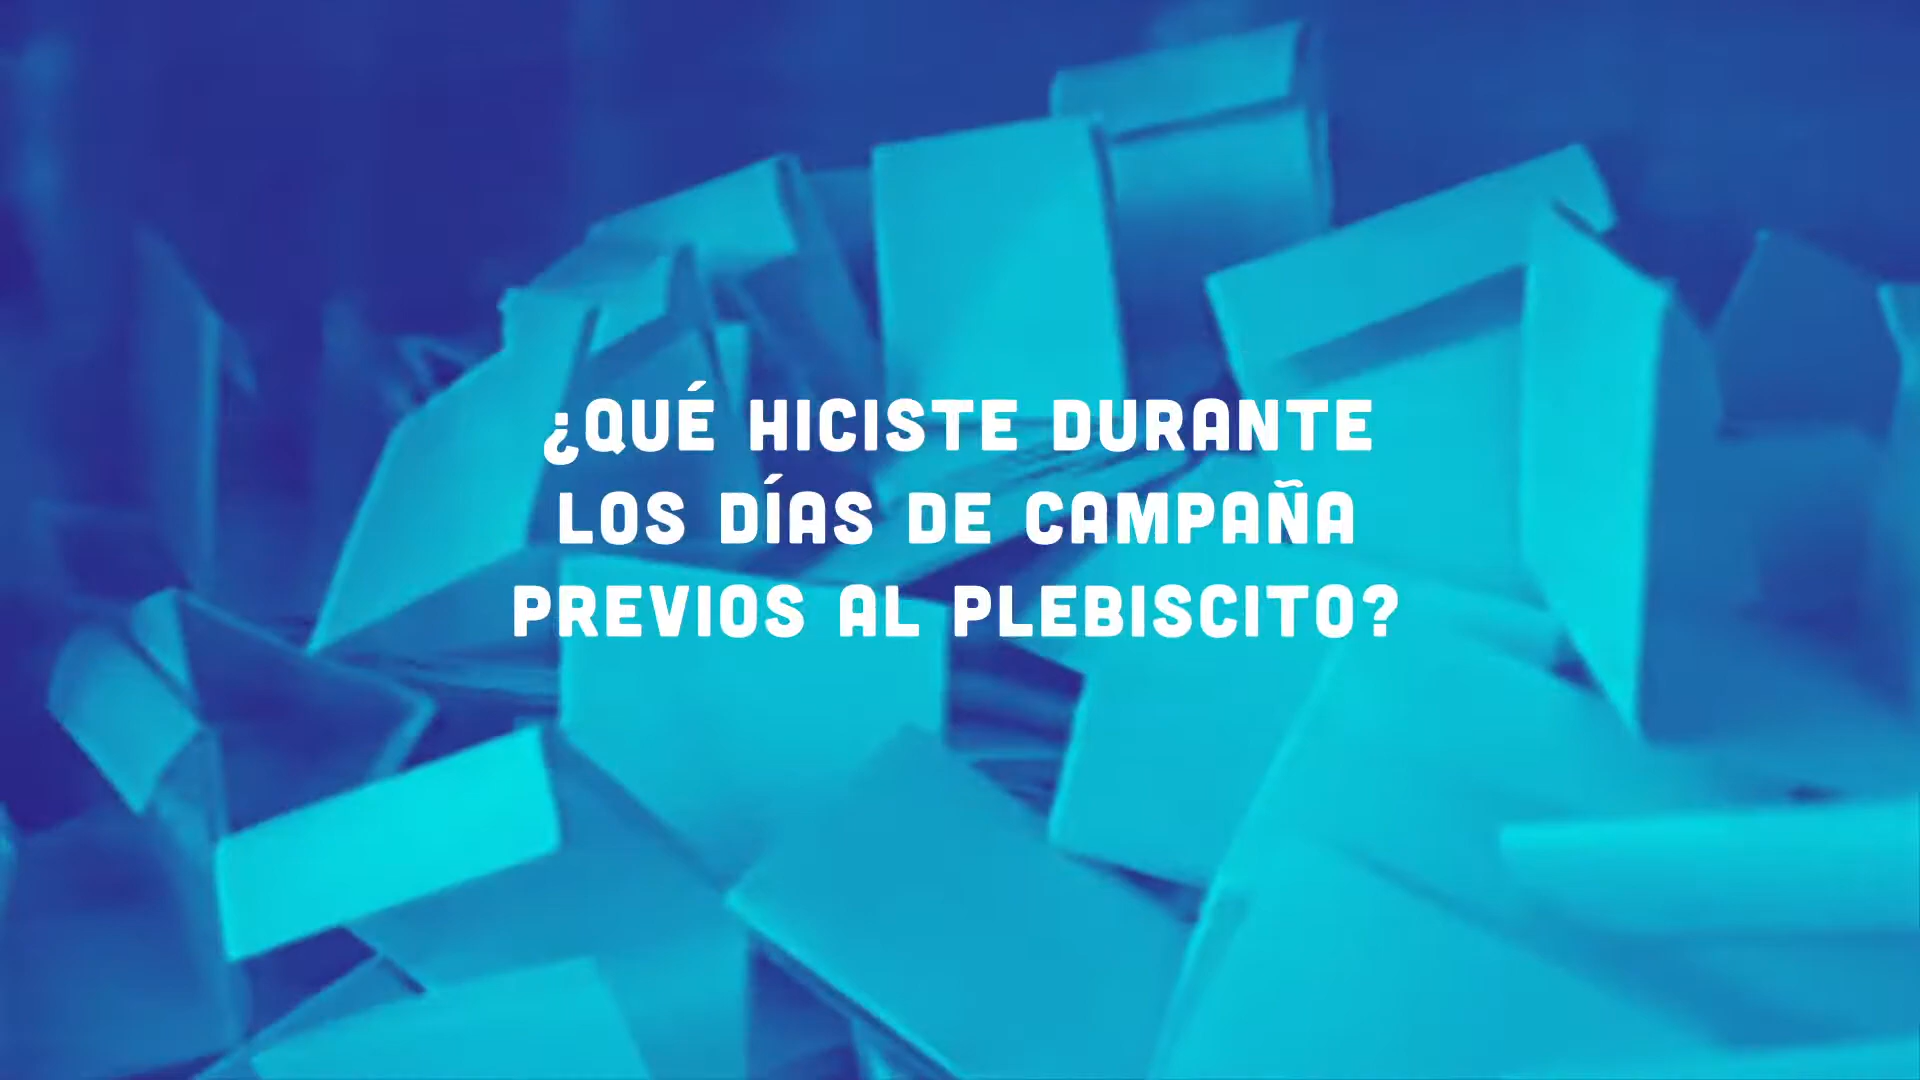 ¿QUÉ HICISTE DURANTE
LOS DÍAS DE CAMPAÑA
PREVIOS AL PLEBISCITO?